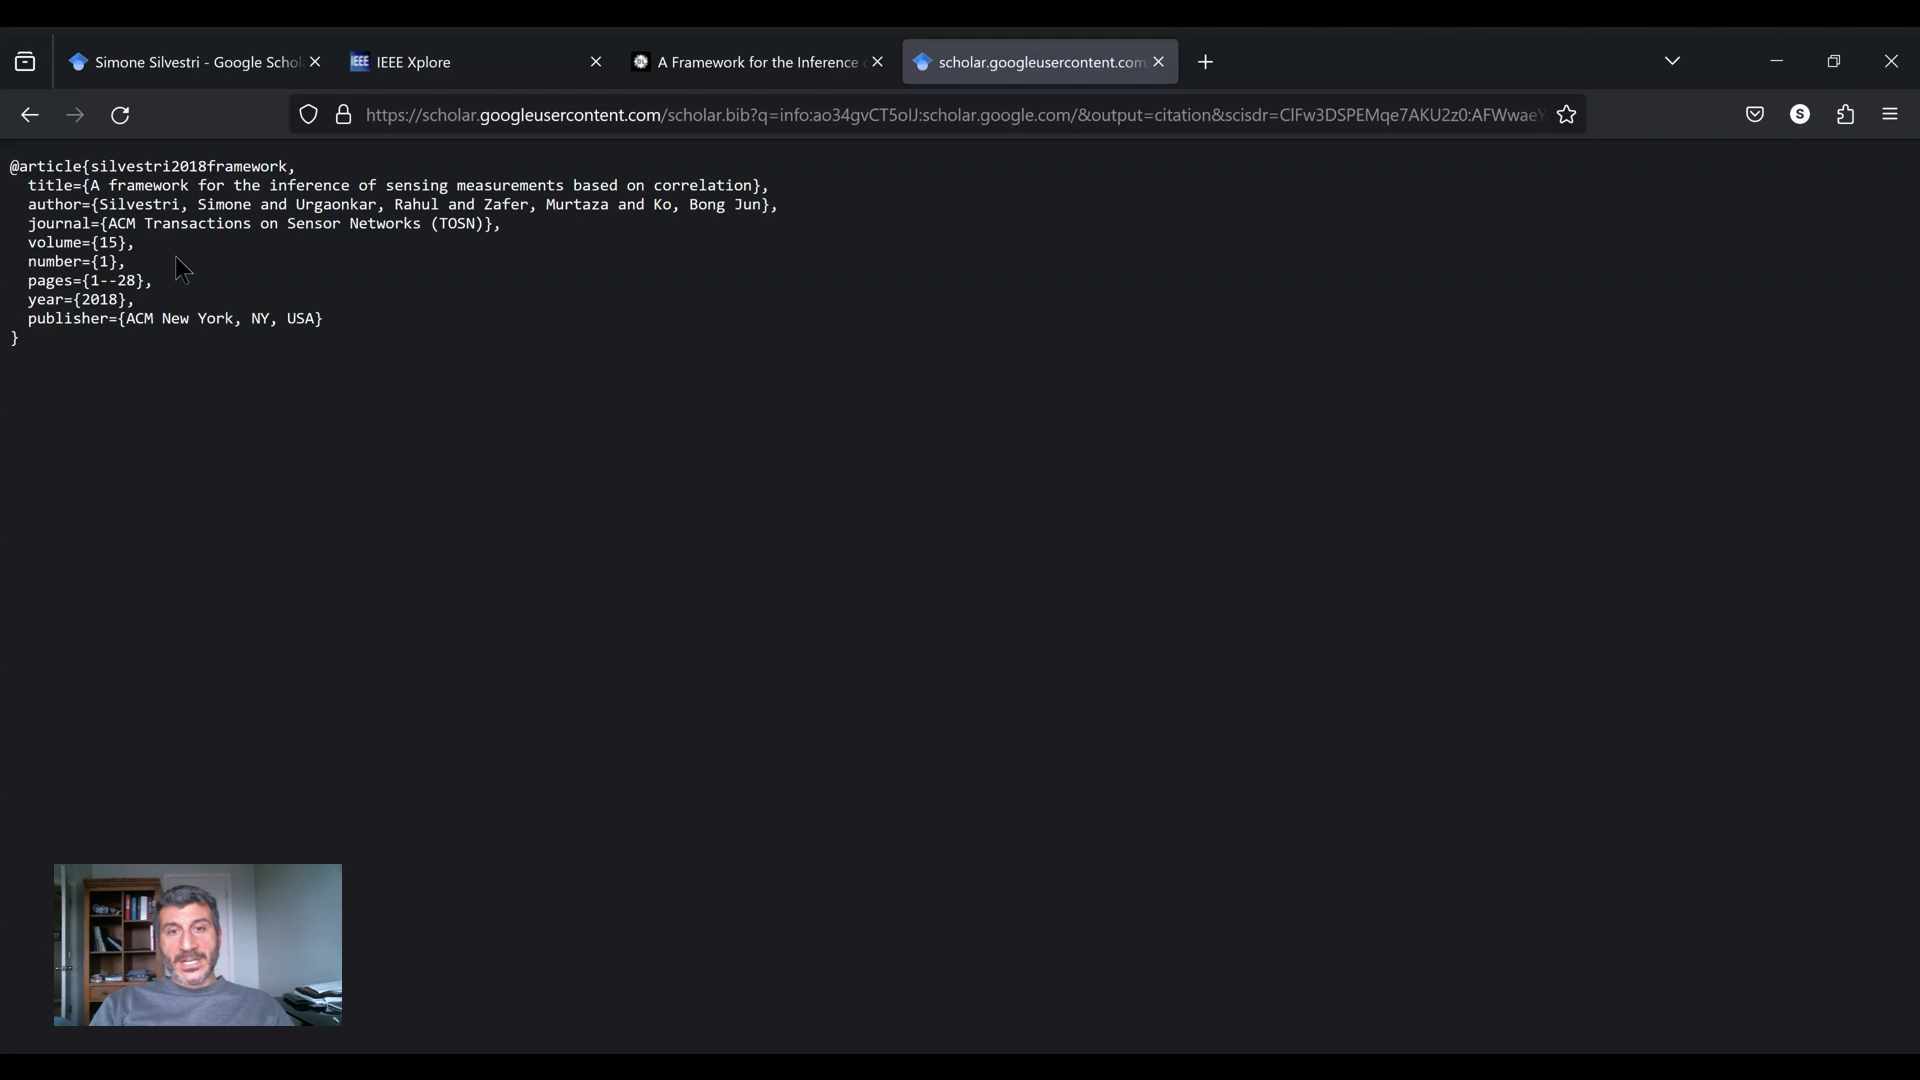 Simone Silvestri - Google Schol
IEEE IEEE Xplore
A Framework for the Inference
scholar.googleusercontent.com
https://scholar.googleusercontent.com/scholar.bib?q=info:ao34gvCT5oIJ:scholar.google.com/&output=citation&scisdr=ClFw3DSPEMqe7AKU2z0:AFWwaeY
S
@article{silvestri2018framework,
title={A framework for the inference of sensing measurements based on correlation},
author={Silvestri, Simone and Urgaonkar, Rahul and Zafer, Murtaza and Ko, Bong Jun},
journal={ACM Transactions on Sensor Networks (TOSN)},
volume={15},
number={1},
pages={1--28},
year={2018},
publisher={ACM New York, NY, USA}
}